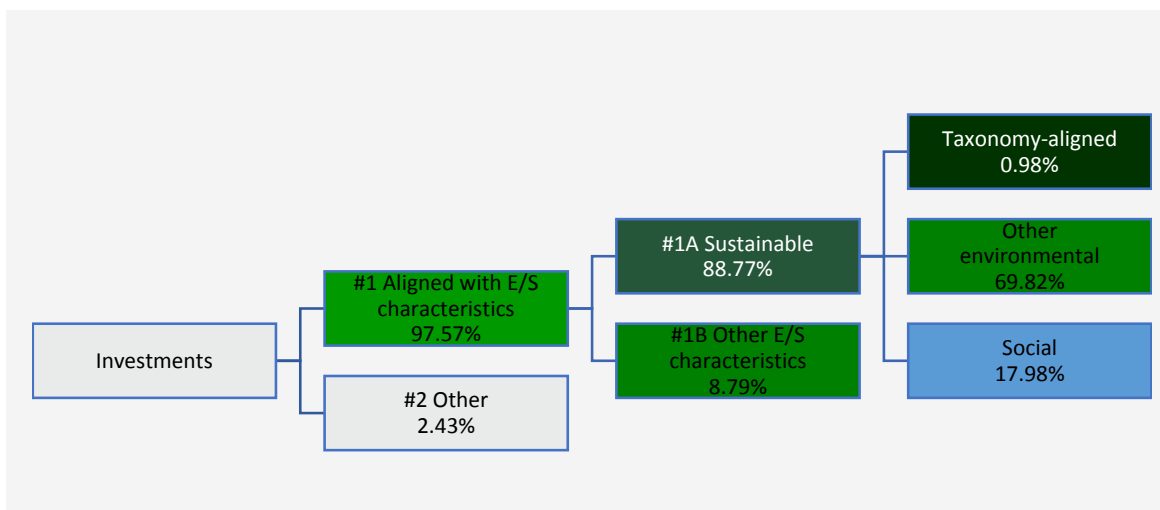 Investments
#1 Aligned with E/S
characteristics
97.57%
#2 Other
2.43%
#1A Sustainable
88.77%
#1B Other E/S
characteristics
8.79%
Taxonomy-aligned
0.98%
Other
environmental
69.82%
Social
17.98%